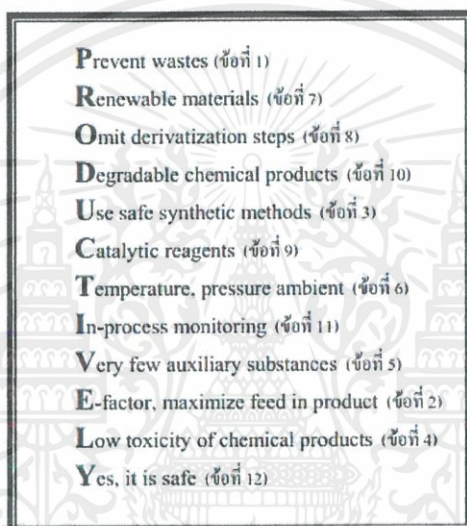 Prevent wastes (ข้อที่ 1)
Renewable materials (ข้อที่ 7)
Omit derivatization steps (ข้อที่ 8)
Degradable chemical products (ข้อที่ 10)
Use safe synthetic methods (ข้อที่ 3)
Catalytic reagents (ข้อที่ 9)
Temperature, pressure ambient (ข้อที่ 6)
In-process monitoring (ข้อที่ 11)
Very few auxiliary substances (ข้อที่ 5)
E-factor, maximize feed in product (ข้อที่ 2)
Low toxicity of chemical products (ข้อที่ 4)
Yes, it is safe (ข้อที่ 12)